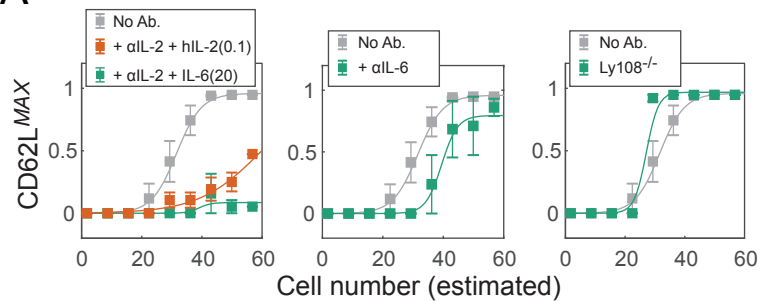 No Ab.
+ αIL-2 + hIL-2(0.1)
+ αIL-2 + IL-6(20)
No Ab.
+ αIL-6
No Ab.
Ly108⁻/⁻
CD62L^MAX
1
0.5
0
1
0.5
0
1
0.5
0
0 20 40 60
0 20 40 60
0 20 40 60
Cell number (estimated)